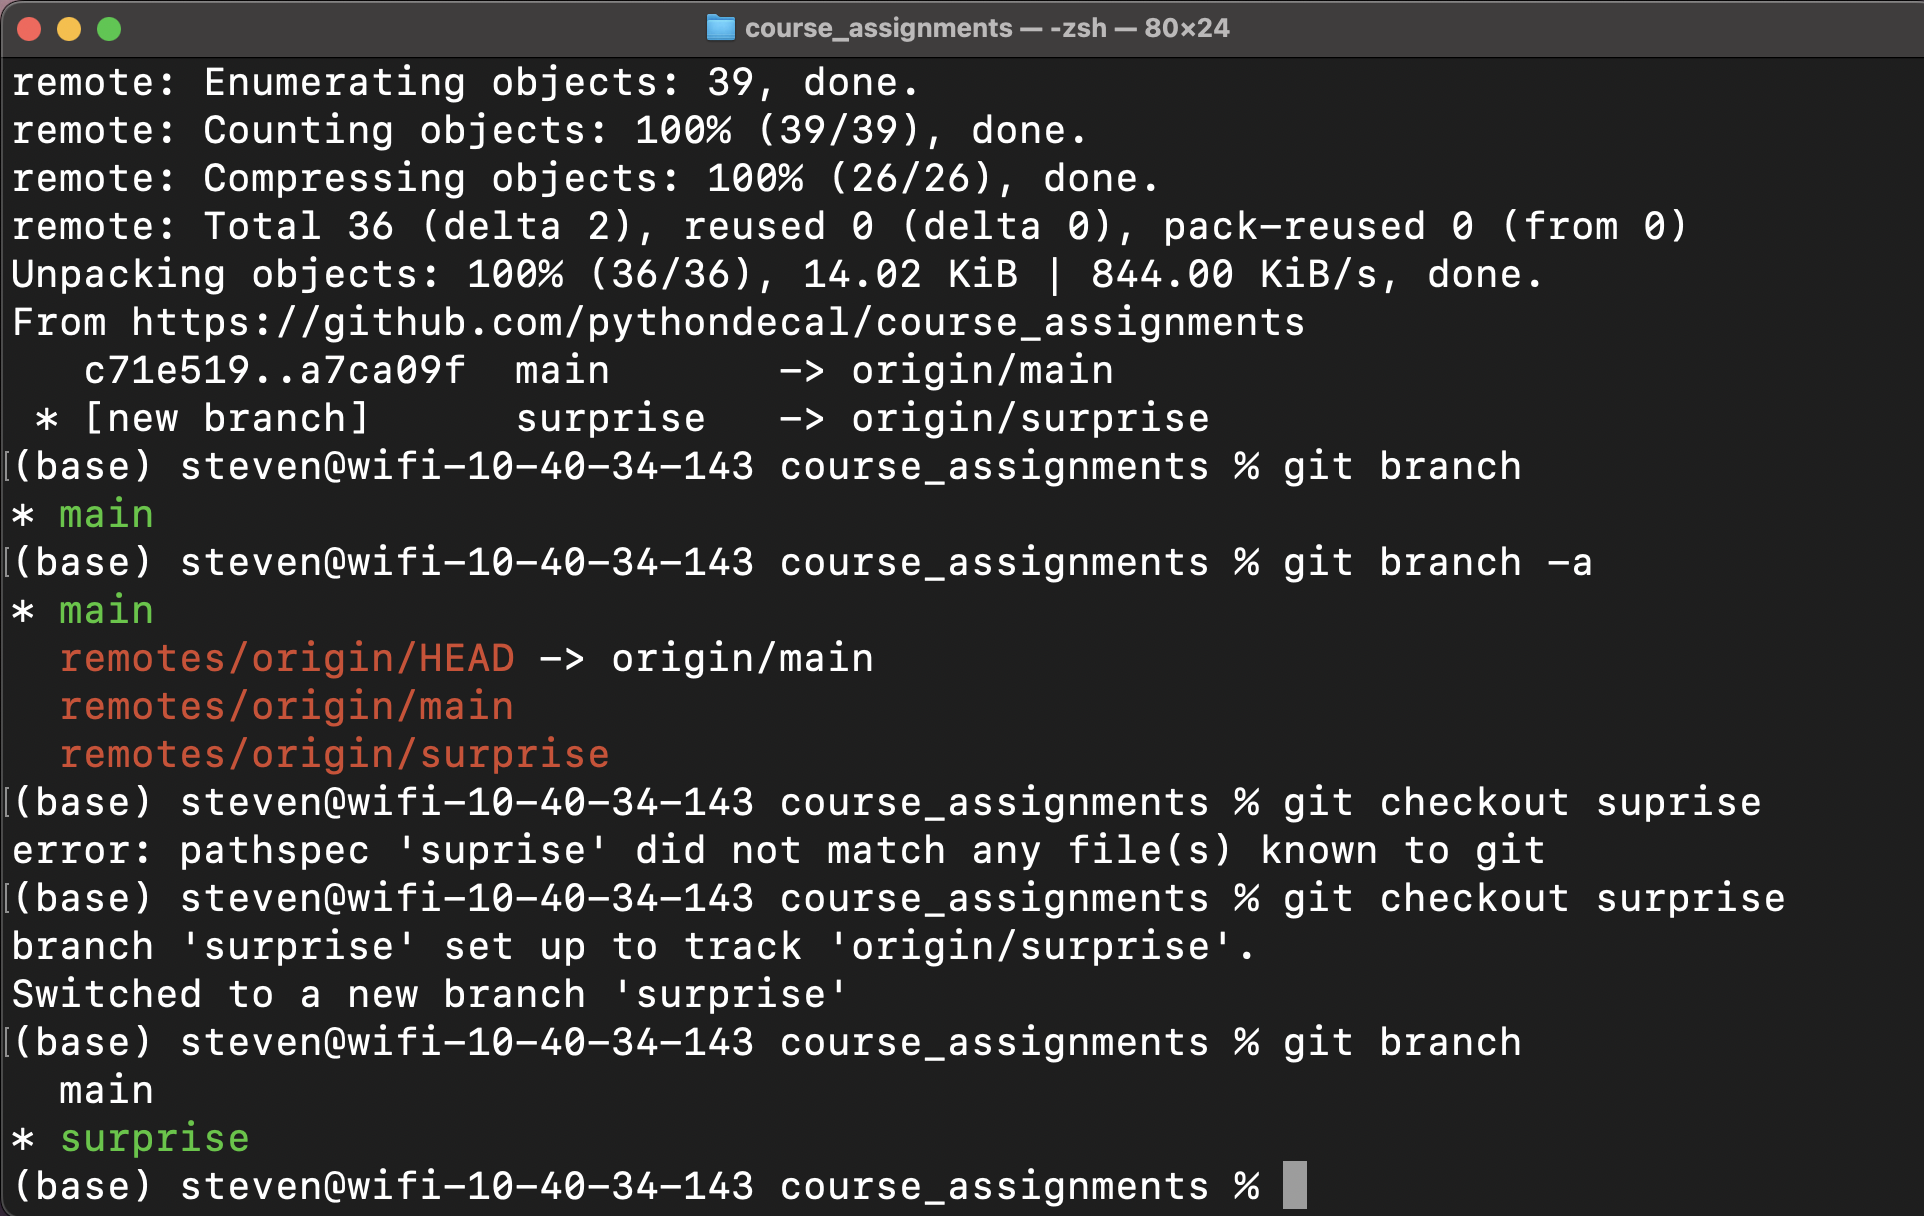 course_assignments — -zsh — 80×24
remote: Enumerating objects: 39, done.
remote: Counting objects: 100% (39/39), done.
remote: Compressing objects: 100% (26/26), done.
remote: Total 36 (delta 2), reused 0 (delta 0), pack-reused 0 (from 0)
Unpacking objects: 100% (36/36), 14.02 KiB | 844.00 KiB/s, done.
From https://github.com/pythondecal/course_assignments
   c71e519..a7ca09f  main       -> origin/main
 * [new branch]      surprise   -> origin/surprise
[(base) steven@wifi-10-40-34-143 course_assignments % git branch
* main
[(base) steven@wifi-10-40-34-143 course_assignments % git branch -a
* main
  remotes/origin/HEAD -> origin/main
  remotes/origin/main
  remotes/origin/surprise
[(base) steven@wifi-10-40-34-143 course_assignments % git checkout suprise
error: pathspec 'suprise' did not match any file(s) known to git
[(base) steven@wifi-10-40-34-143 course_assignments % git checkout surprise
branch 'surprise' set up to track 'origin/surprise'.
Switched to a new branch 'surprise'
[(base) steven@wifi-10-40-34-143 course_assignments % git branch
  main
* surprise
(base) steven@wifi-10-40-34-143 course_assignments %